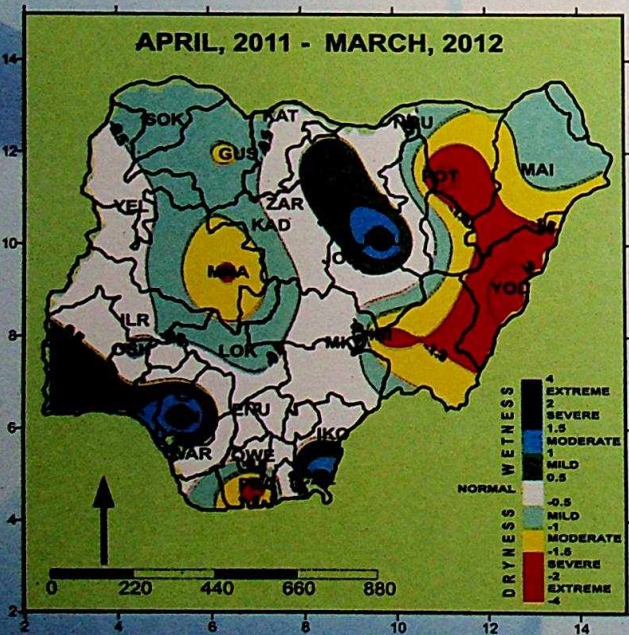 APRIL, 2011 - MARCH, 2012
14
12
10
8
6
4
2
SOK
KAT
GUS
NGU
POT
MAI
YEL
ZAR
KAD
JO
MNA
YOL
ILR
OSH
LOK
MKD
IBI
ENU
WAR
OWE
IKO
0 220 440 660 880
2 4 6 8 10 12 14
WETNESS
DRYNESS
4
EXTREME
2
SEVERE
1.5
MODERATE
1
MILD
0.5
NORMAL
-0.5
MILD
-1
MODERATE
-1.5
SEVERE
-2
EXTREME
-4